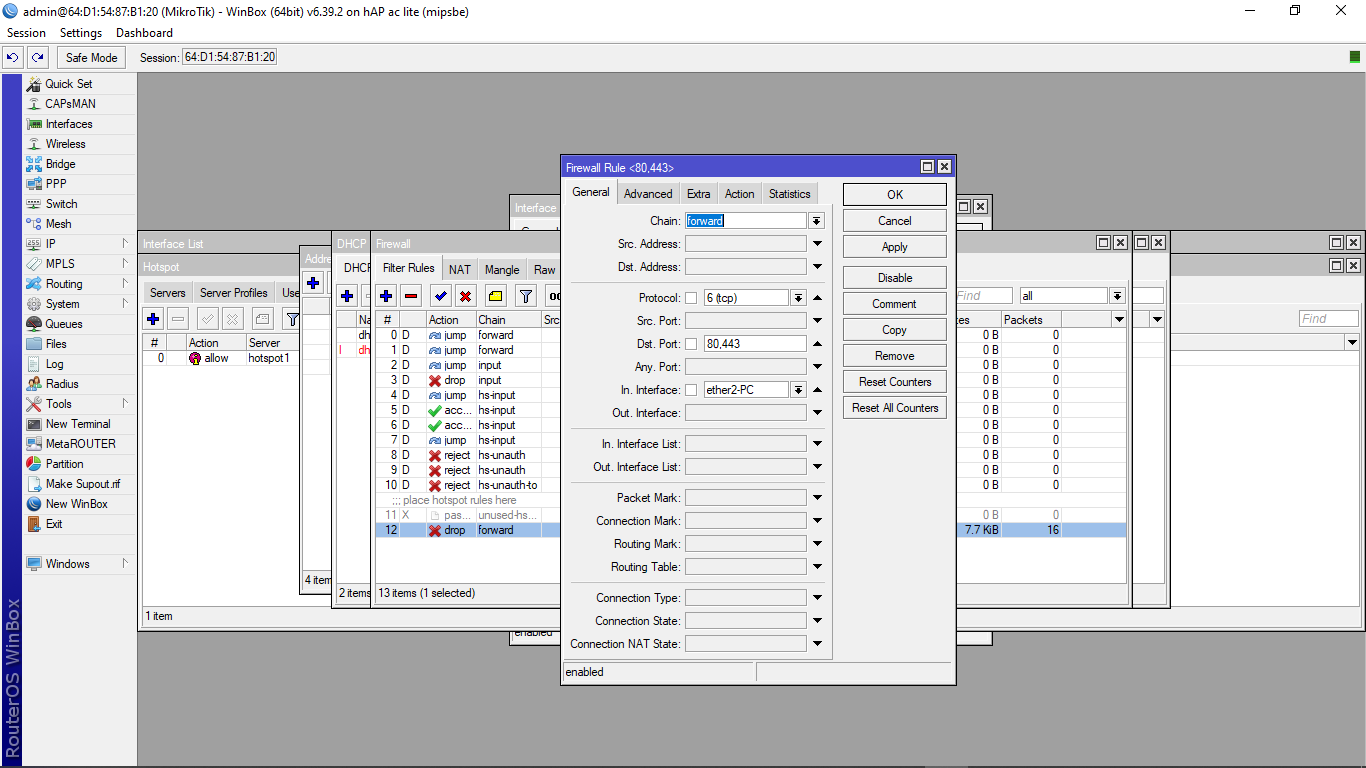 admin@64:D1:54:87:B1:20 (MikroTik) - WinBox (64bit) v6.39.2 on hAP ac lite (mipsbe)
Session Settings Dashboard
Safe Mode Session: 64:D1:54:87:B1:20
Quick Set
CAPsMAN
Interfaces
Wireless
Bridge
PPP
Switch
Mesh
IP
MPLS
Routing
System
Queues
Files
Log
Radius
Tools
New Terminal
MetaROUTER
Partition
Make Supout.rif
New WinBox
Exit
Windows
RouterOS WinBox
Interface List
Hotspot
Servers Server Profiles Use
# Action Server
0 allow hotspot1
1 item
Addre
4 item
DHCP
DHCP
Na
dh
I dh
2 items
Interface
enabled
Firewall
Filter Rules NAT Mangle Raw
Find all
Find
# Action Chain Src tes Packets
0 D jump forward 0 B 0
1 D jump forward 0 B 0
2 D jump input 0 B 0
3 D drop input 0 B 0
4 D jump hs-input 0 B 0
5 D acc... hs-input 0 B 0
6 D acc... hs-input 0 B 0
7 D jump hs-input 0 B 0
8 D reject hs-unauth 0 B 0
9 D reject hs-unauth 0 B 0
10 D reject hs-unauth-to 0 B 0
;;; place hotspot rules here
11 X pas... unused-hs... 0 B 0
12 drop forward 7.7 KiB 16
13 items (1 selected)
Firewall Rule <80,443>
General Advanced Extra Action Statistics
Chain: forward
Src. Address:
Dst. Address:
Protocol: 6 (tcp)
Src. Port:
Dst. Port: 80,443
Any. Port:
In. Interface: ether2-PC
Out. Interface:
In. Interface List:
Out. Interface List:
Packet Mark:
Connection Mark:
Routing Mark:
Routing Table:
Connection Type:
Connection State:
Connection NAT State:
enabled
OK
Cancel
Apply
Disable
Comment
Copy
Remove
Reset Counters
Reset All Counters